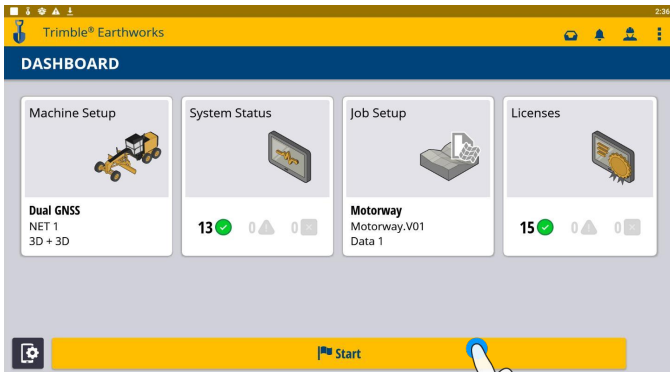 2:36
Trimble® Earthworks
DASHBOARD
Machine Setup
System Status
Job Setup
Licenses
Dual GNSS
NET 1
3D + 3D
13 0 0
Motorway
Motorway.V01
Data 1
15 0 0
Start